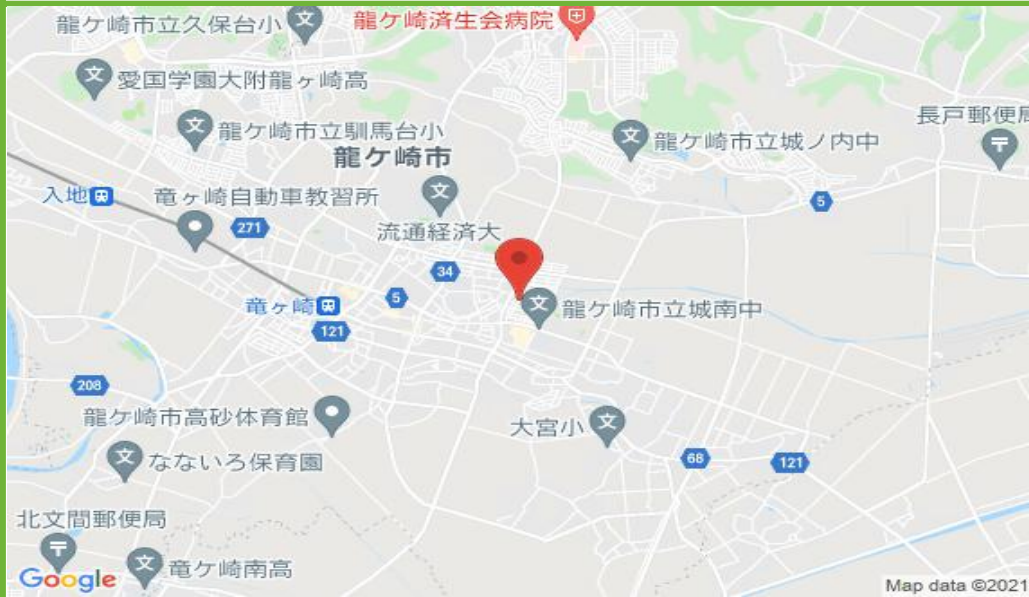 龍ケ崎市立久保台小
龍ケ崎済生会病院
愛国学園大附龍ヶ崎高
長戸郵便局
龍ケ崎市立馴馬台小
龍ケ崎市立城ノ内中
龍ケ崎市
入地
竜ヶ崎自動車教習所
5
271
流通経済大
34
竜ヶ崎
5
龍ケ崎市立城南中
121
208
龍ケ崎市高砂体育館
大宮小
なないろ保育園
68
121
北文間郵便局
竜ケ崎南高
Google
Map data ©2021